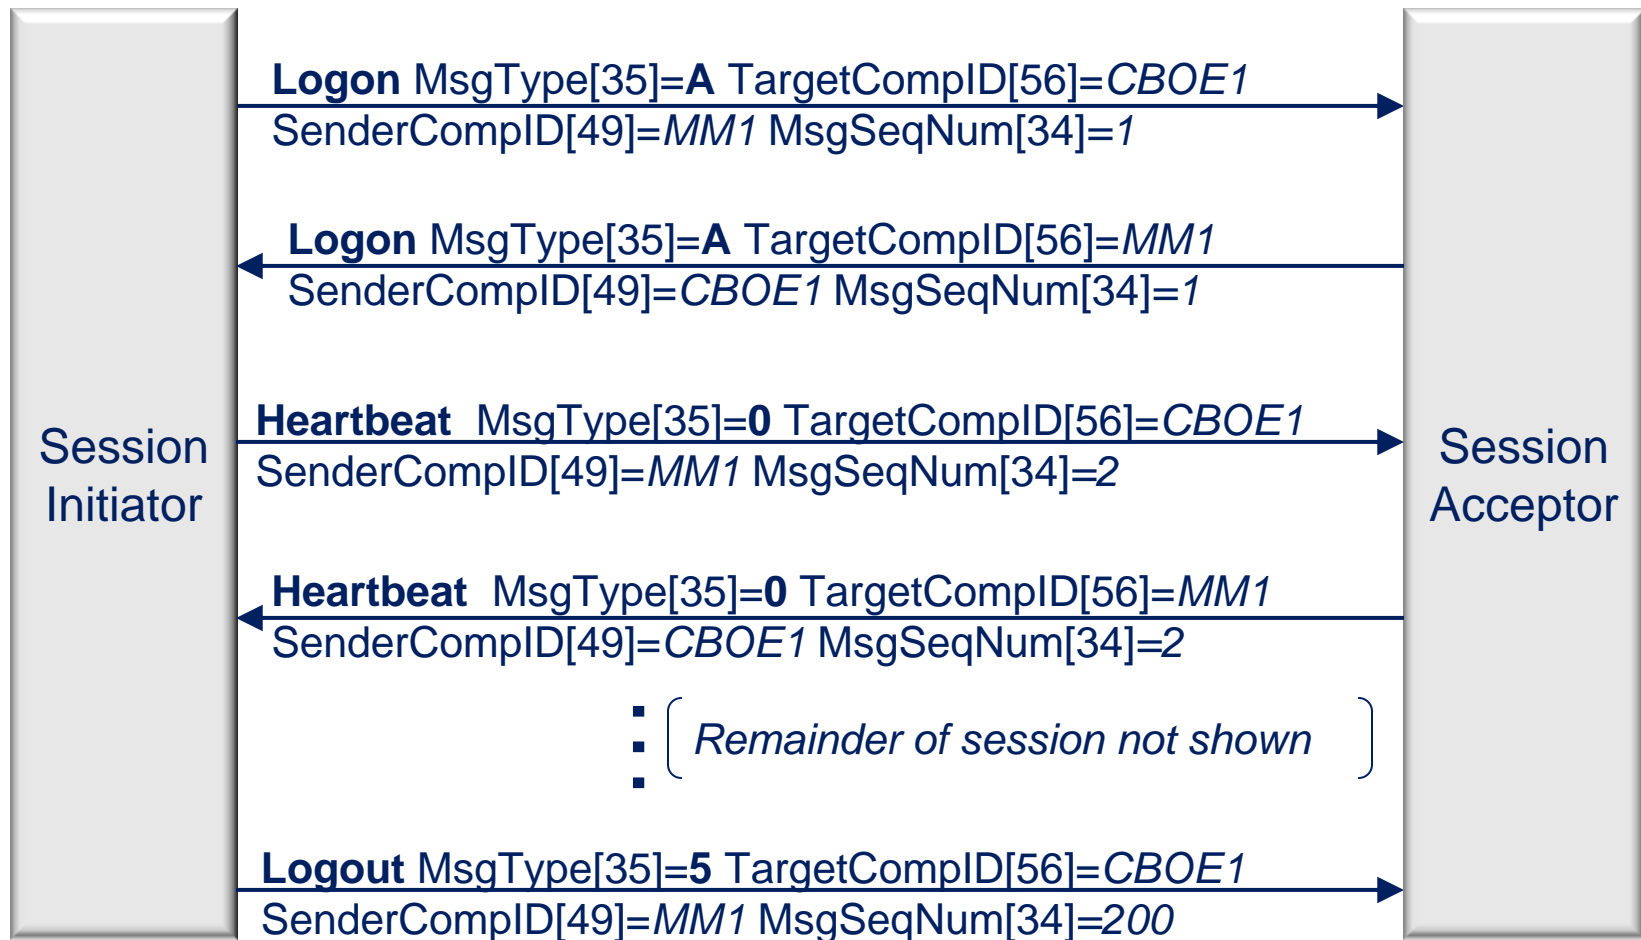 Logon MsgType[35]=A TargetCompID[56]=CBOE1
SenderCompID[49]=MM1 MsgSeqNum[34]=1
Logon MsgType[35]=A TargetCompID[56]=MM1
SenderCompID[49]=CBOE1 MsgSeqNum[34]=1
Session
Initiator
Heartbeat MsgType[35]=0 TargetCompID[56]=CBOE1
SenderCompID[49]=MM1 MsgSeqNum[34]=2
Session
Acceptor
Heartbeat MsgType[35]=0 TargetCompID[56]=MM1
SenderCompID[49]=CBOE1 MsgSeqNum[34]=2
Remainder of session not shown
Logout MsgType[35]=5 TargetCompID[56]=CBOE1
SenderCompID[49]=MM1 MsgSeqNum[34]=200